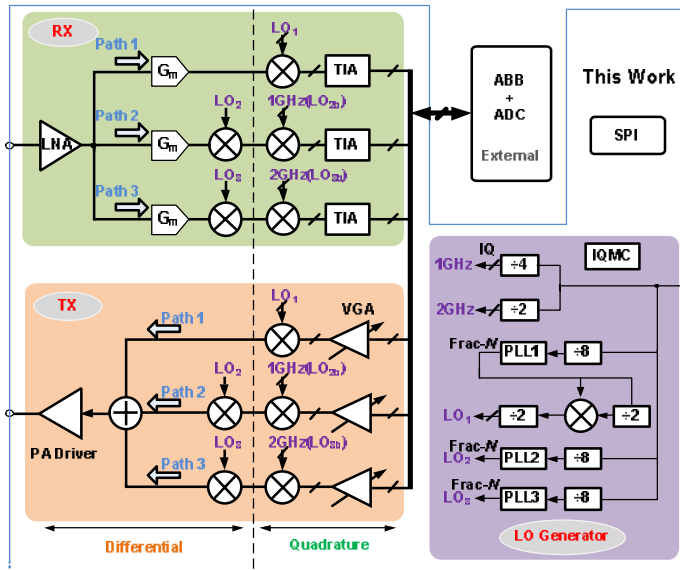 RX
Path 1
Gm
LO1
TIA
LNA
Path 2
Gm
LO2
1GHz(LO2b)
TIA
Path 3
Gm
LO3
2GHz(LO3b)
TIA
ABB
+
ADC
External
This Work
SPI
TX
Path 1
LO1
VGA
Path 2
LO2
1GHz(LO2b)
PA Driver
Path 3
LO3
2GHz(LO3b)
Differential
Quadrature
IQ
1GHz
÷4
IQMC
2GHz
÷2
Frac-N
PLL1
÷8
LO1
÷2
÷2
Frac-N
LO2
PLL2
÷8
Frac-N
LO3
PLL3
÷8
LO Generator